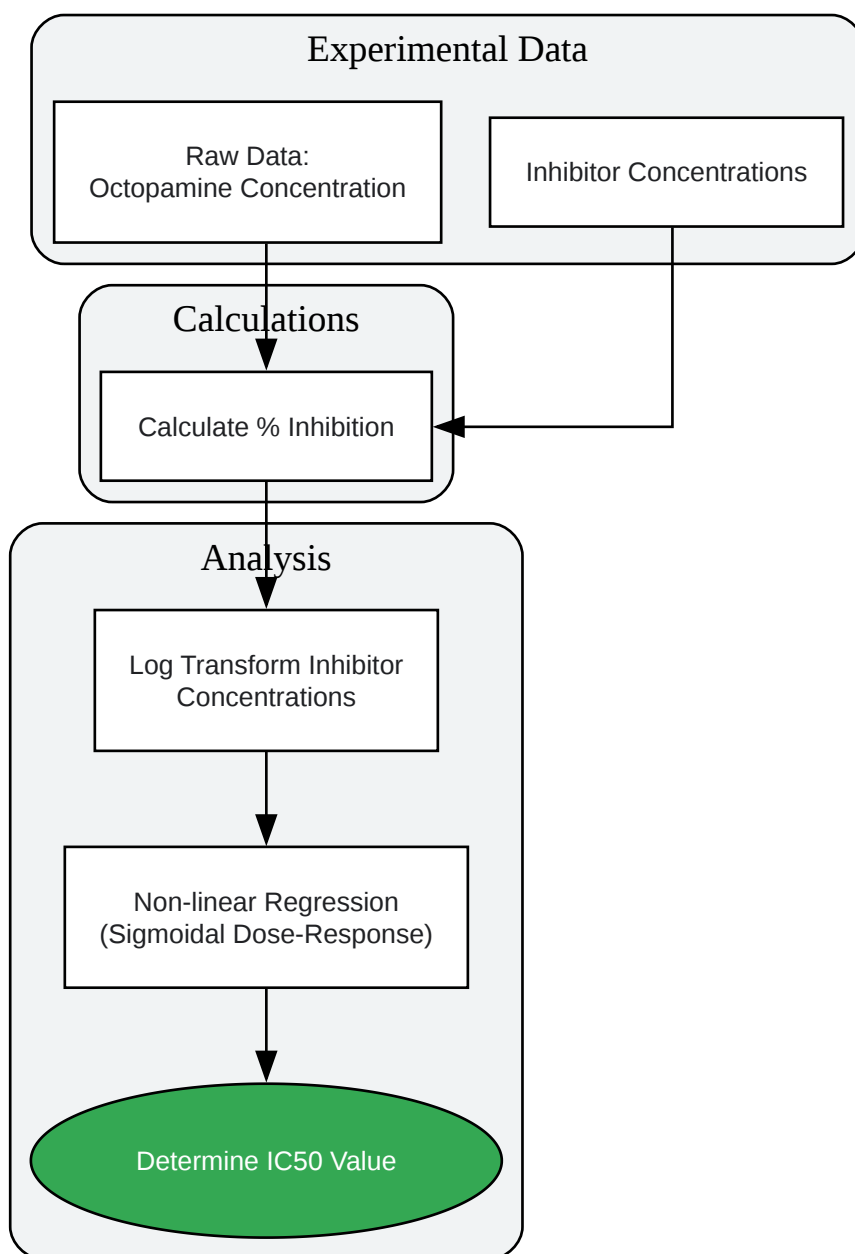 Experimental Data
Raw Data:
Octopamine Concentration
Inhibitor Concentrations
Calculations
Calculate % Inhibition
Analysis
Log Transform Inhibitor
Concentrations
Non-linear Regression
(Sigmoidal Dose-Response)
Determine IC50 Value